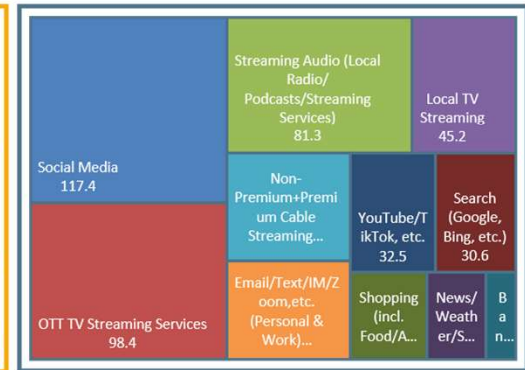 Social Media
117.4
OTT TV Streaming Services
98.4
Streaming Audio (Local
Radio/
Podcasts/Streaming
Services)
81.3
Local TV
Streaming
45.2
Non-
Premium+Premi
um Cable
Streaming...
YouTube/T
ikTok, etc.
32.5
Search
(Google,
Bing, etc.)
30.6
Email/Text/IM/Z
oom,etc.
(Personal &
Work)...
Shopping
(incl.
Food/A...
News/
Weath
er/S...
B
a
n...